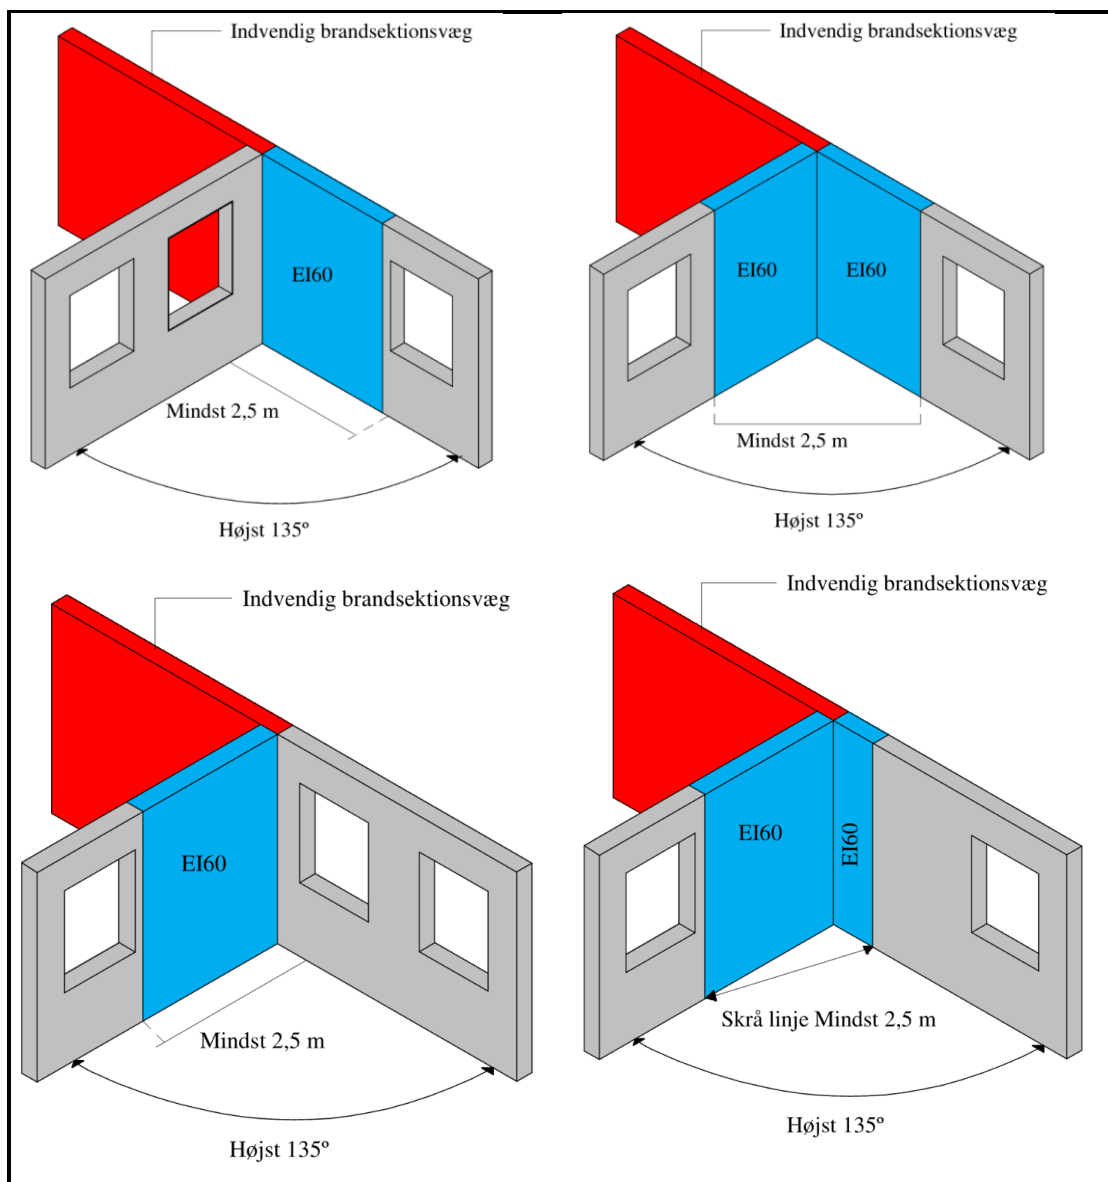 Indvendig brandsektionsvæg
EI60
Mindst 2,5 m
Højst 135º
Indvendig brandsektionsvæg
EI60
EI60
Mindst 2,5 m
Højst 135º
Indvendig brandsektionsvæg
EI60
Mindst 2,5 m
Højst 135º
Indvendig brandsektionsvæg
EI60
EI60
Skrå linje Mindst 2,5 m
Højst 135º